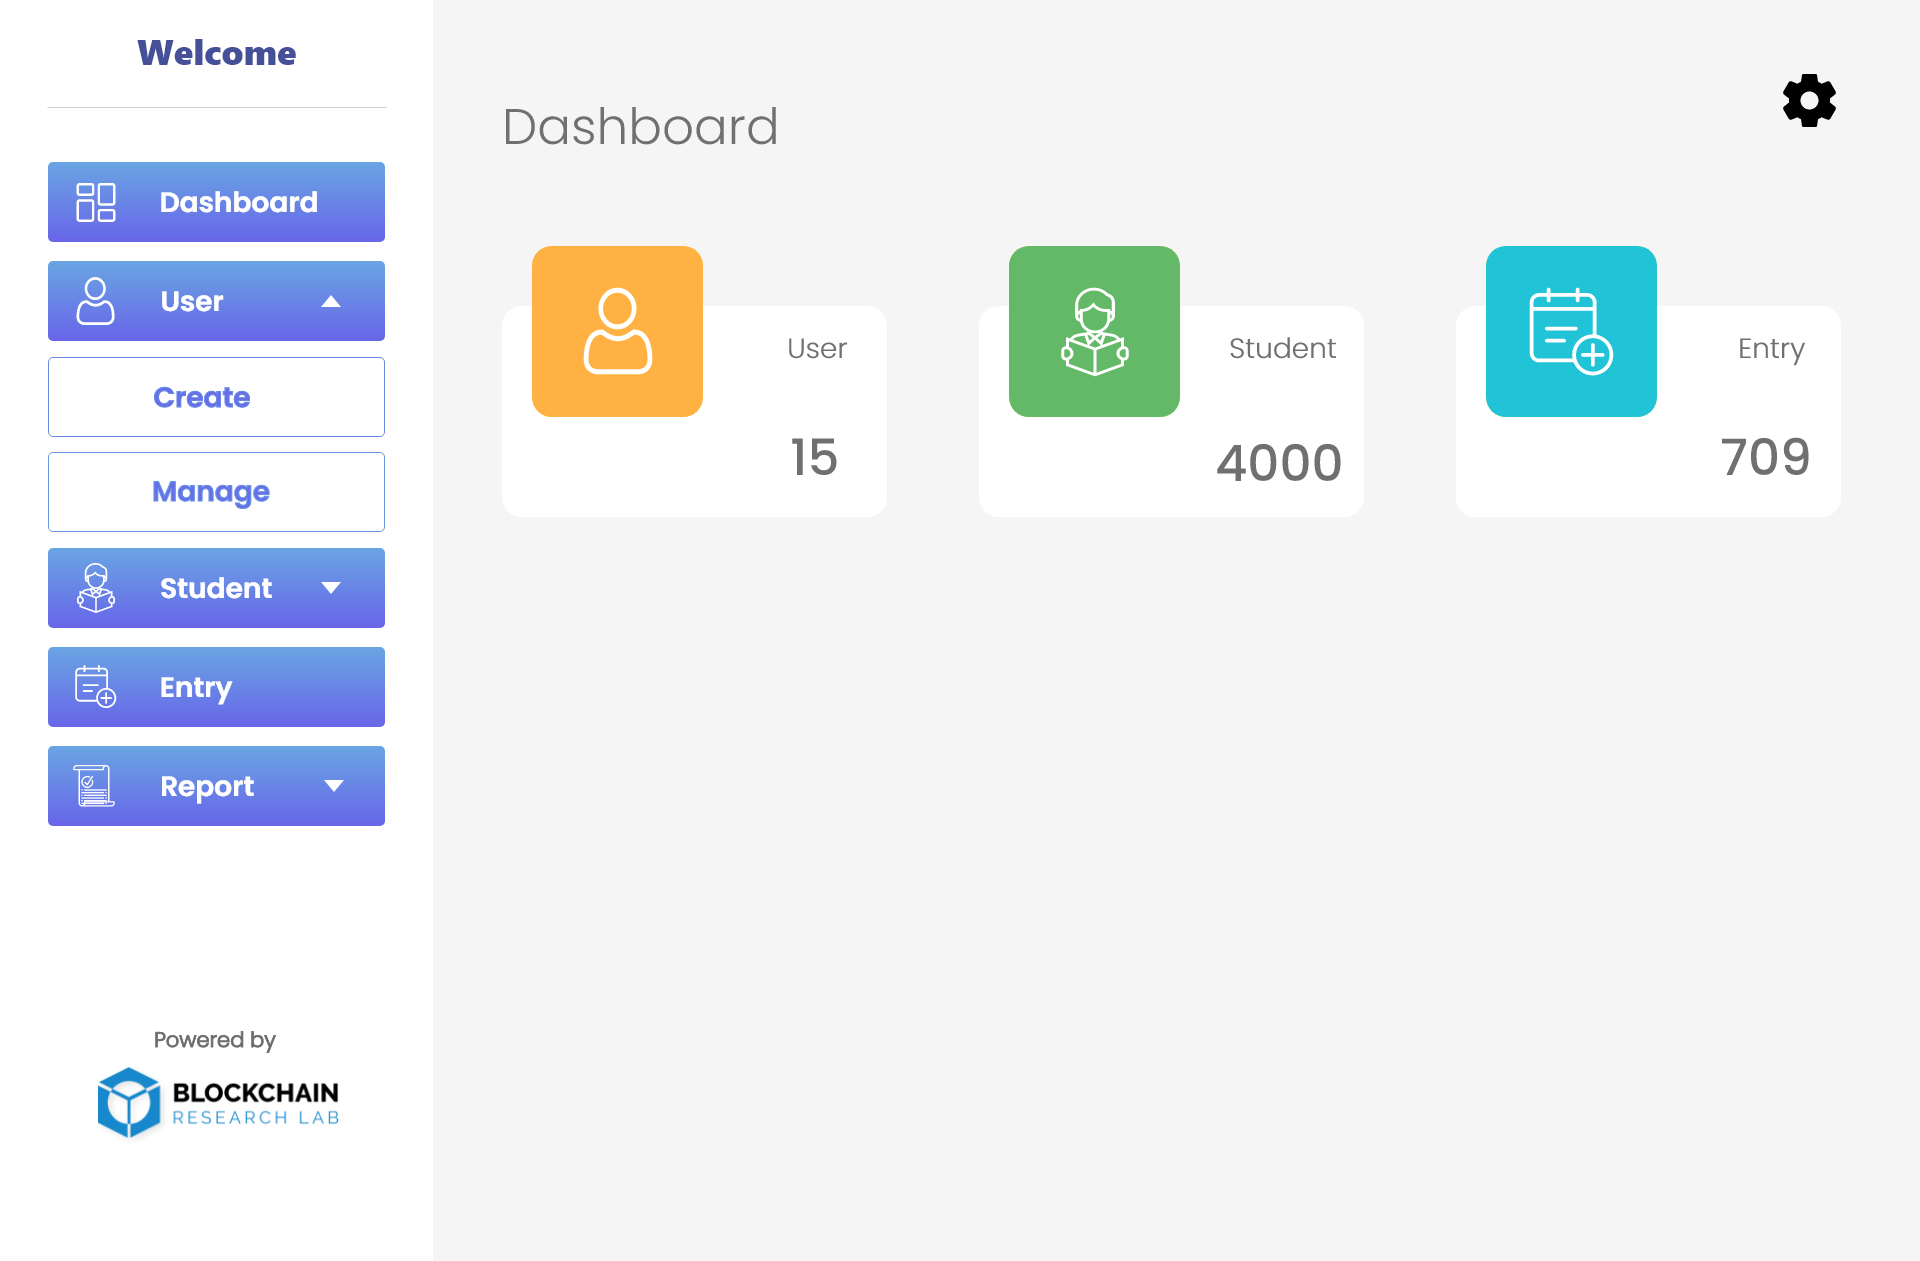 Welcome
Dashboard
User
Create
Manage
Student
Entry
Report
Powered by
BLOCKCHAIN
RESEARCH LAB
Dashboard
User
15
Student
4000
Entry
709